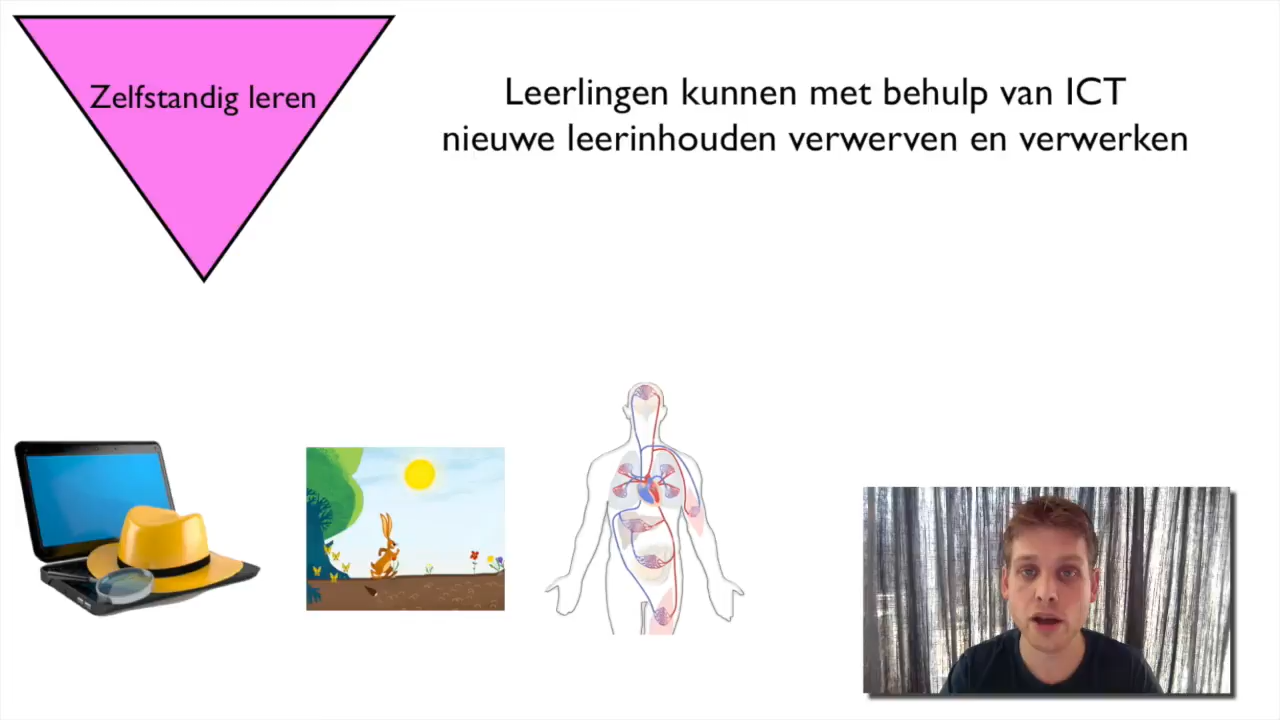 Zelfstandig leren
Leerlingen kunnen met behulp van ICT
nieuwe leerinhouden verwerven en verwerken